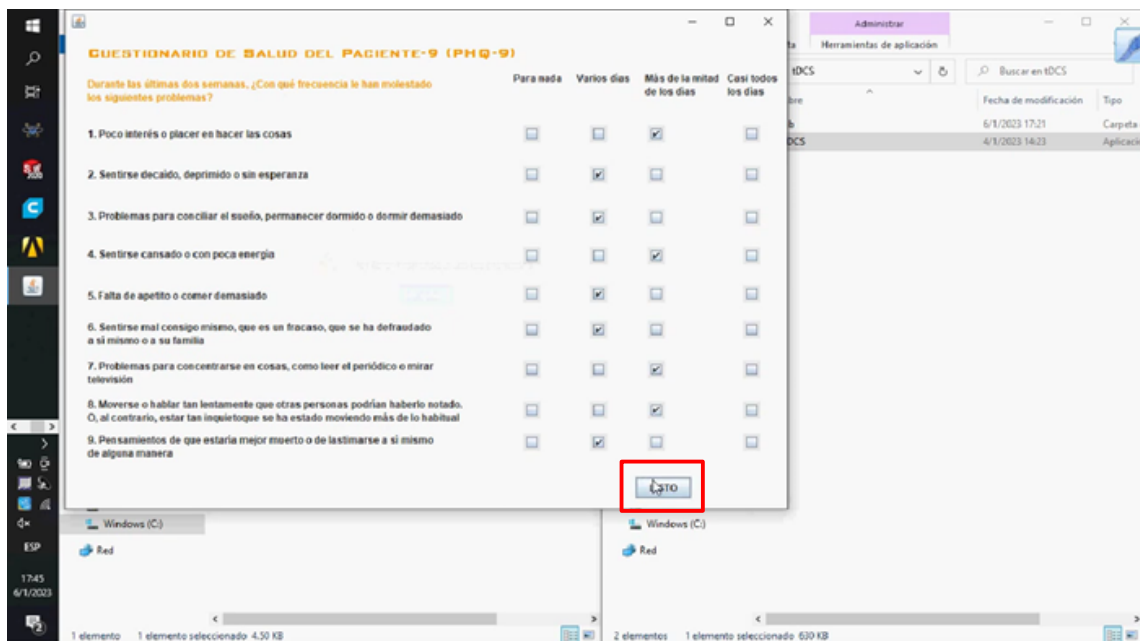 Administrar
CUESTIONARIO DE SALUD DEL PACIENTE-9 (PHQ-9)
ta Herramientas de aplicación
Durante las últimas dos semanas, ¿Con qué frecuencia le han molestado
los siguientes problemas?
Para nada Varios días Más de la mitad
de los días
Casi todos
los días
tDCS
Buscar en tDCS
bre Fecha de modificación Tipo
1. Poco interés o placer en hacer las cosas
b 6/1/2023 17:21 Carpeta
DCS 4/1/2023 14:23 Aplicació
2. Sentirse decaído, deprimido o sin esperanza
3. Problemas para conciliar el sueño, permanecer dormido o dormir demasiado
4. Sentirse cansado o con poca energía
5. Falta de apetito o comer demasiado
6. Sentirse mal consigo mismo, que es un fracaso, que se ha defraudado
a sí mismo o a su familia
7. Problemas para concentrarse en cosas, como leer el periódico o mirar
televisión
8. Moverse o hablar tan lentamente que otras personas podrían haberlo notado.
O, al contrario, estar tan inquietoque se ha estado moviendo más de lo habitual
9. Pensamientos de que estaría mejor muerto o de lastimarse a sí mismo
de alguna manera
Windows (C:)
Red
Windows (C:)
Red
ESP
17:45
6/1/2023
1 elemento 1 elemento seleccionado 4,50 KB
2 elementos 1 elemento seleccionado 630 KB